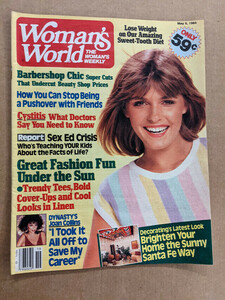 May 8, 1984
Woman's
World
THE WOMAN'S
WEEKLY
Lose Weight
on Our Amazing
Sweet-Tooth Diet
ONLY
59¢
Barbershop Chic Super Cuts
That Undercut Beauty Shop Prices
How You Can Stop Being
a Pushover with Friends
Cystitis What Doctors
Say You Need to Know
Report: Sex Ed Crisis
Who's TEACHING YOUR Kids
About the Facts of Life?
Great Fashion Fun
Under the Sun
• Trendy Tees, Bold
Cover-Ups and Cool
Looks in Linen
DYNASTY'S
Joan Collins
"I Took It
All Off to
Save My
Career"
Decorating's Latest Look
Brighten Your
Home the Sunny
Santa Fe Way